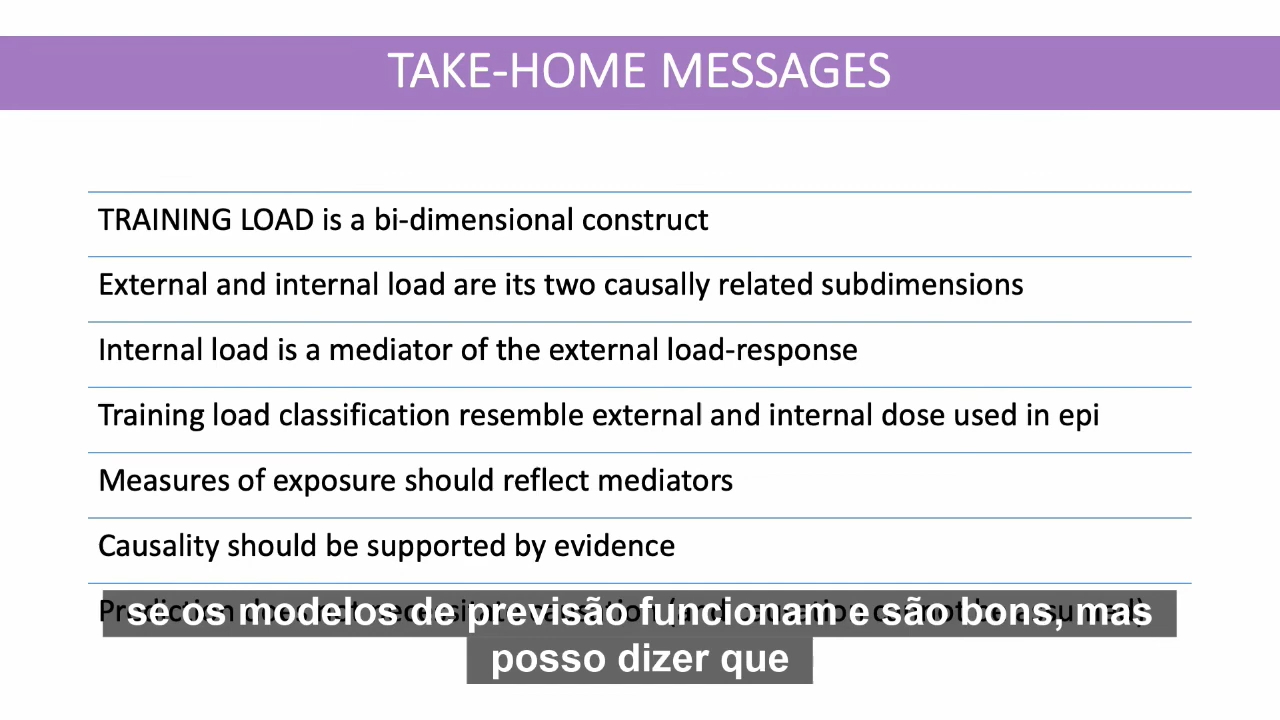 TAKE-HOME MESSAGES
TRAINING LOAD is a bi-dimensional construct
External and internal load are its two causally related subdimensions
Internal load is a mediator of the external load-response
Training load classification resemble external and internal dose used in epi
Measures of exposure should reflect mediators
Causality should be supported by evidence
se os modelos de previsão funcionam e são bons, mas
posso dizer que